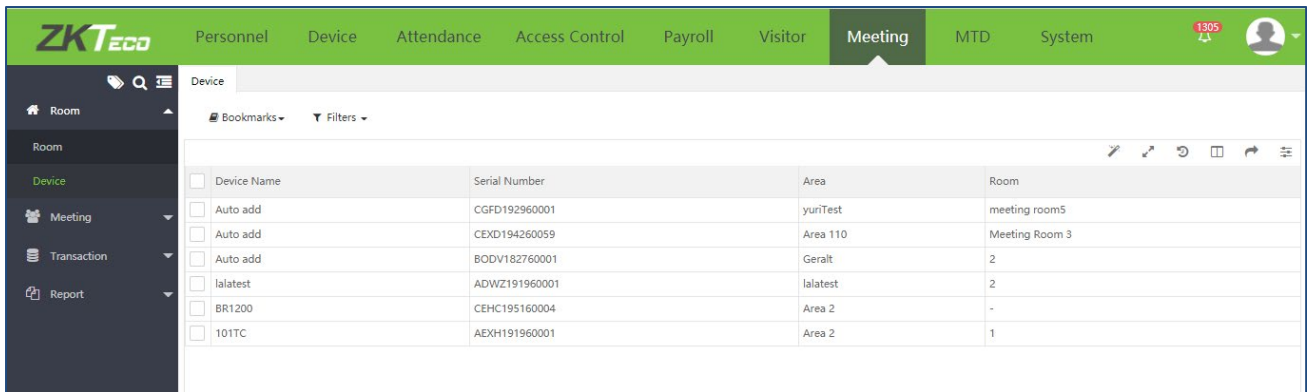 ZKTeco Personnel Device Attendance Access Control Payroll Visitor Meeting MTD System 1305
Device
Room
Bookmarks Filters
Room
Device
Meeting
Transaction
Report
Device Name Serial Number Area Room
Auto add CGFD192960001 yuriTest meeting room5
Auto add CEXD194260059 Area 110 Meeting Room 3
Auto add BODV182760001 Geralt 2
lalatest ADWZ191960001 lalatest 2
BR1200 CEHC195160004 Area 2 -
101TC AEXH191960001 Area 2 1